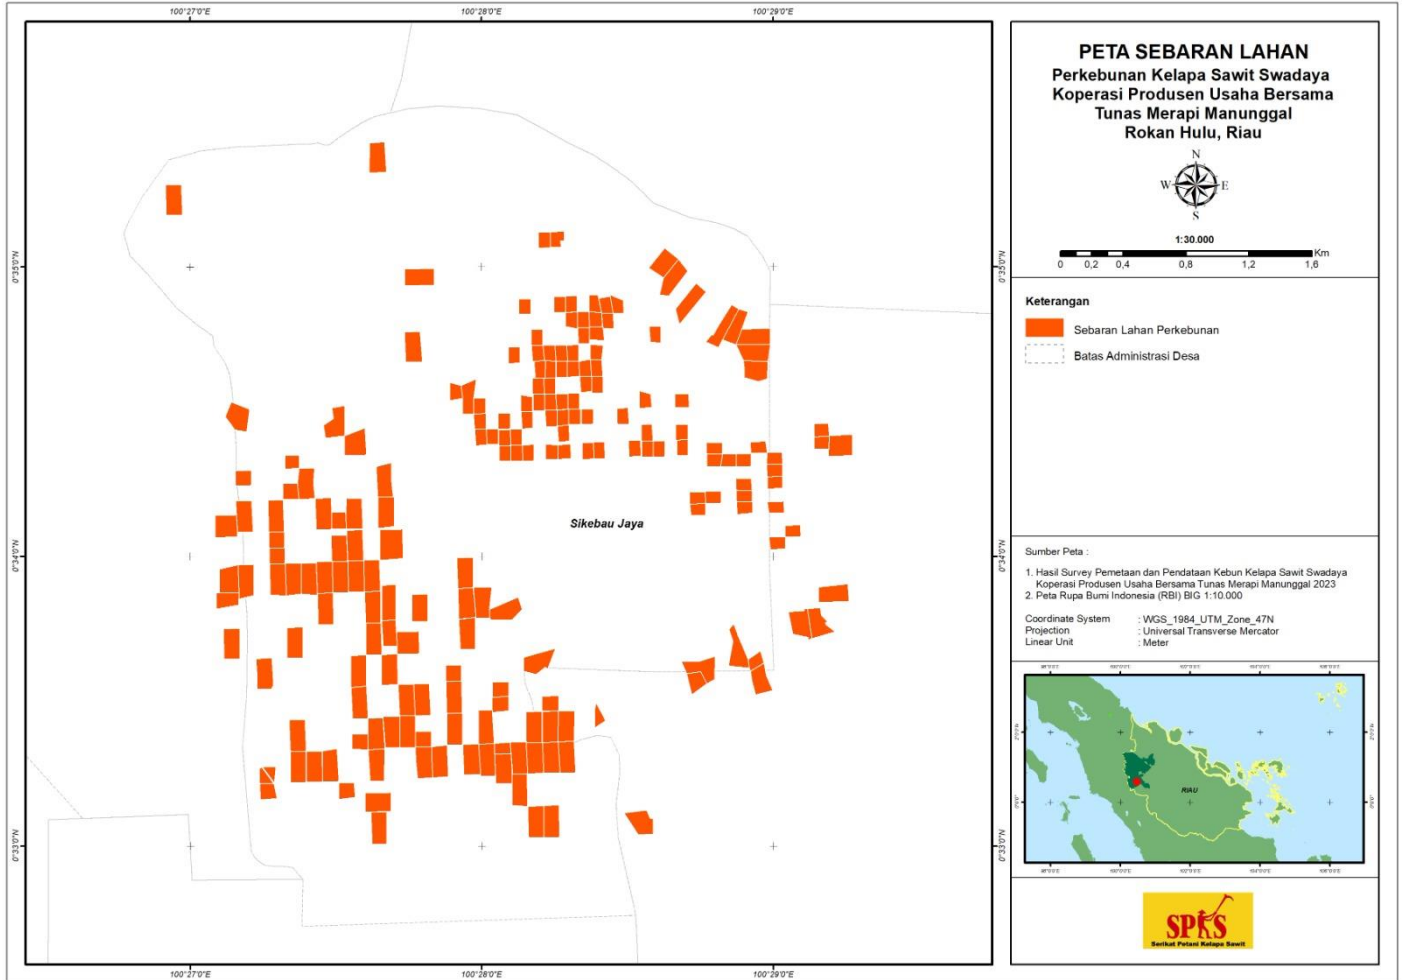 100°27'0"E
100°28'0"E
100°29'0"E
0°35'0"N
0°35'0"N
0°34'0"N
0°34'0"N
0°33'0"N
0°33'0"N
Sikebau Jaya
100°27'0"E
100°28'0"E
100°29'0"E
PETA SEBARAN LAHAN
Perkebunan Kelapa Sawit Swadaya
Koperasi Produsen Usaha Bersama
Tunas Merapi Manunggal
Rokan Hulu, Riau
N
W
E
S
1:30.000
Km
0 0,2 0,4 0,8 1,2 1,6
Keterangan
Sebaran Lahan Perkebunan
Batas Administrasi Desa
Sumber Peta :
1. Hasil Survey Pemetaan dan Pendataan Kebun Kelapa Sawit Swadaya
Koperasi Produsen Usaha Bersama Tunas Merapi Manunggal 2023
2. Peta Rupa Bumi Indonesia (RBI) BIG 1:10.000
Coordinate System : WGS_1984_UTM_Zone_47N
Projection : Universal Transverse Mercator
Linear Unit : Meter
RIAU
SPKS
Serikat Petani Kelapa Sawit